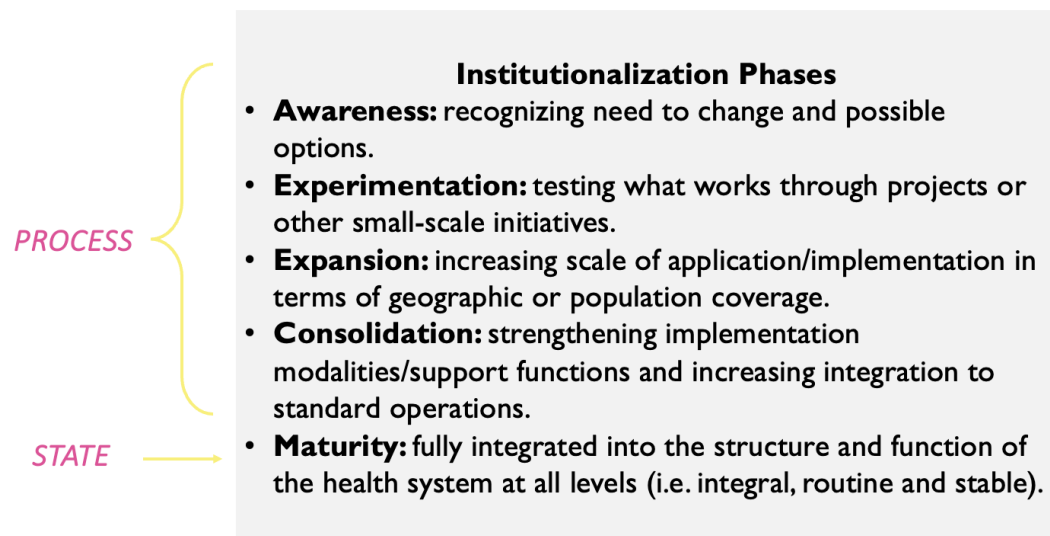 Institutionalization Phases
• Awareness: recognizing need to change and possible
options.
• Experimentation: testing what works through projects or
other small-scale initiatives.
PROCESS
• Expansion: increasing scale of application/implementation in
terms of geographic or population coverage.
• Consolidation: strengthening implementation
modalities/support functions and increasing integration to
standard operations.
STATE
• Maturity: fully integrated into the structure and function of
the health system at all levels (i.e. integral, routine and stable).